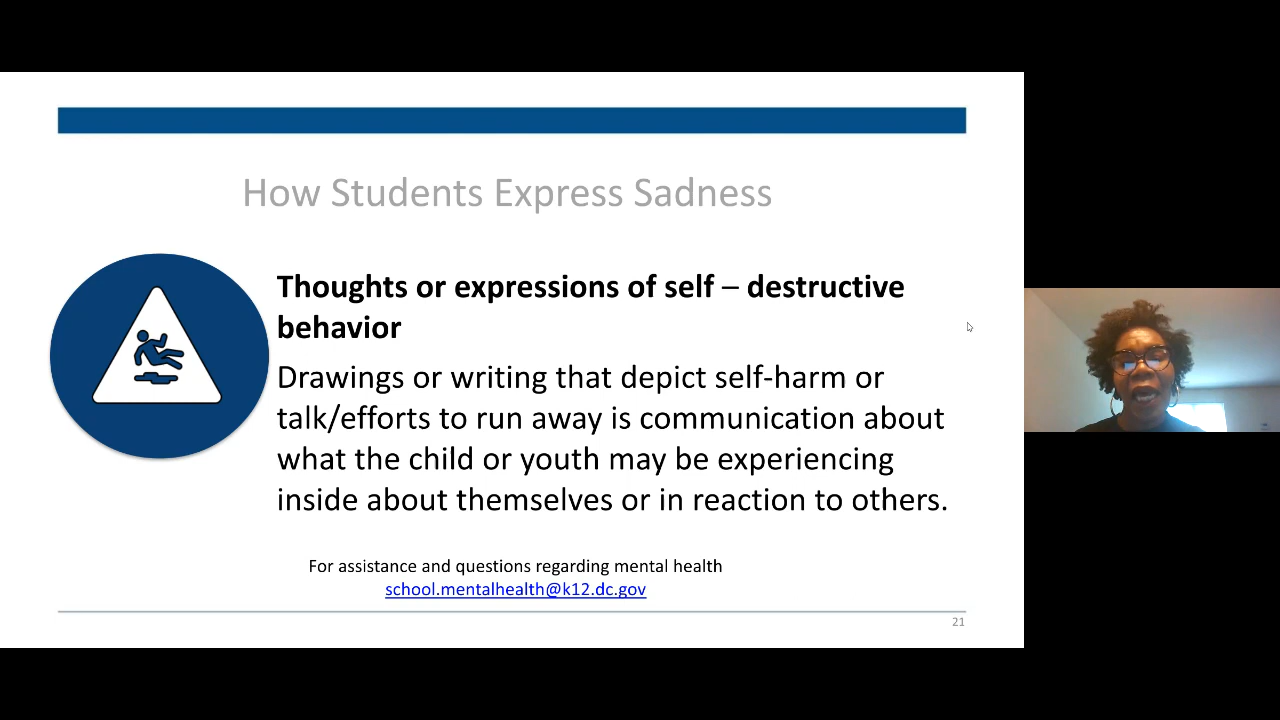 How Students Express Sadness
Thoughts or expressions of self – destructive
behavior
Drawings or writing that depict self-harm or
talk/efforts to run away is communication about
what the child or youth may be experiencing
inside about themselves or in reaction to others.
For assistance and questions regarding mental health
school.mentalhealth@k12.dc.gov
21